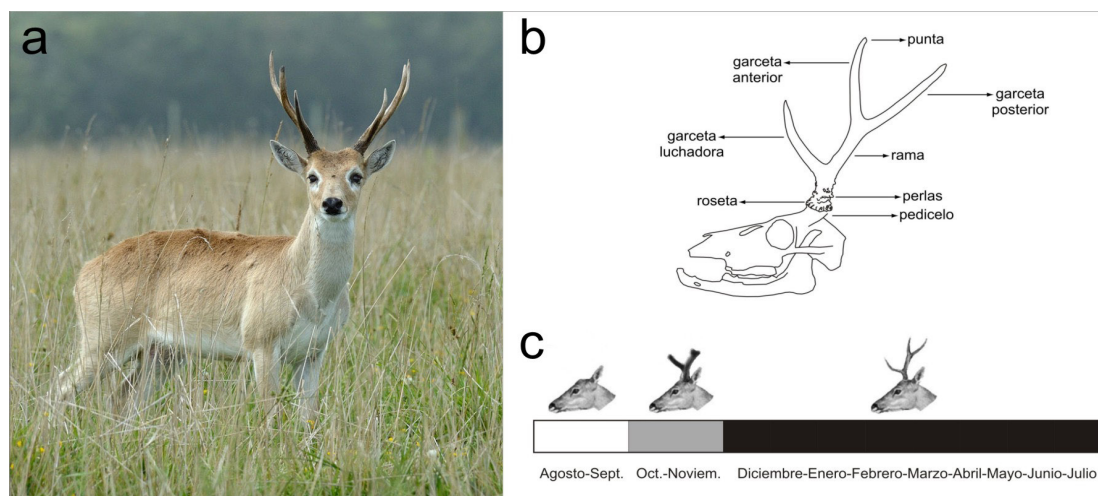 a
b
punta
garceta
anterior
garceta
posterior
garceta
luchadora
rama
roseta
perlas
pedicelo
c
Agosto-Sept.
Oct.-Noviem.
Diciembre-Enero-Febrero-Marzo-Abril-Mayo-Junio-Julio